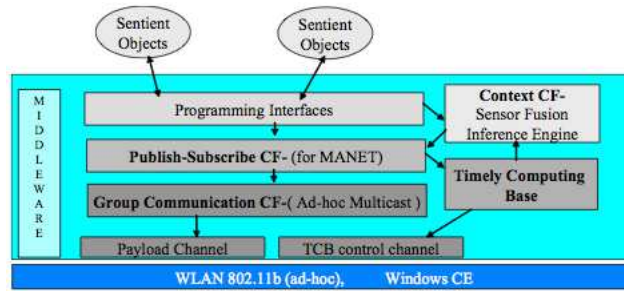 Sentient
Objects
Sentient
Objects
MIDDLEWARE
Programming Interfaces
Context CF-
Sensor Fusion
Inference Engine
Publish-Subscribe CF- (for MANET)
Timely Computing
Base
Group Communication CF-( Ad-hoc Multicast )
Payload Channel
TCB control channel
WLAN 802.11b (ad-hoc), Windows CE